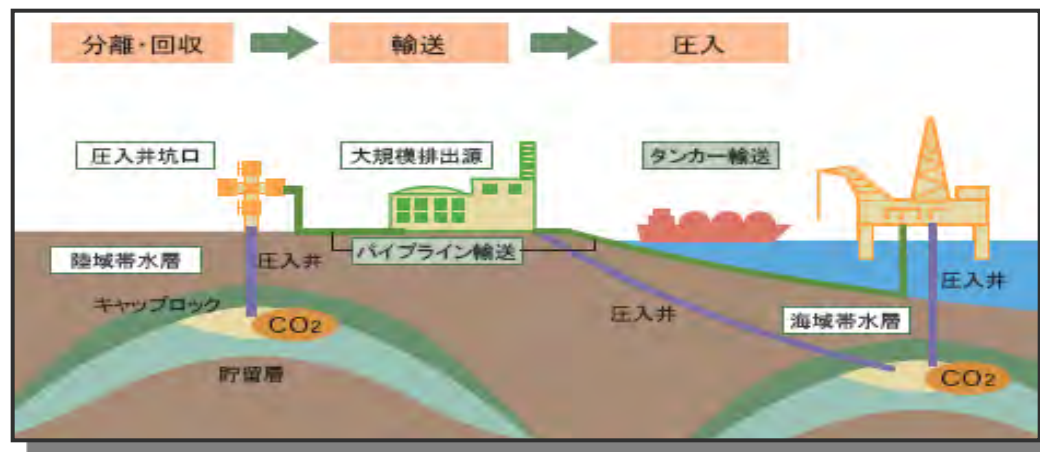 分離・回収
輸送
圧入
圧入井坑口
大規模排出源
タンカー輸送
陸域帯水層
圧入井
パイプライン輸送
圧入井
キャップロック
圧入井
海域帯水層
CO2
貯留層
CO2